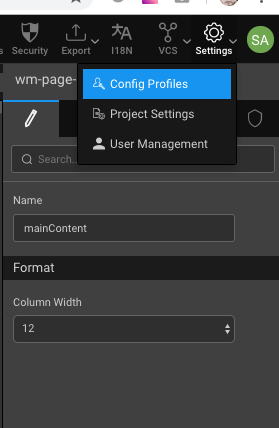 Security
Export
I18N
VCS
Settings
SA
wm-page-
Config Profiles
Project Settings
User Management
Search...
Name
mainContent
Format
Column Width
12